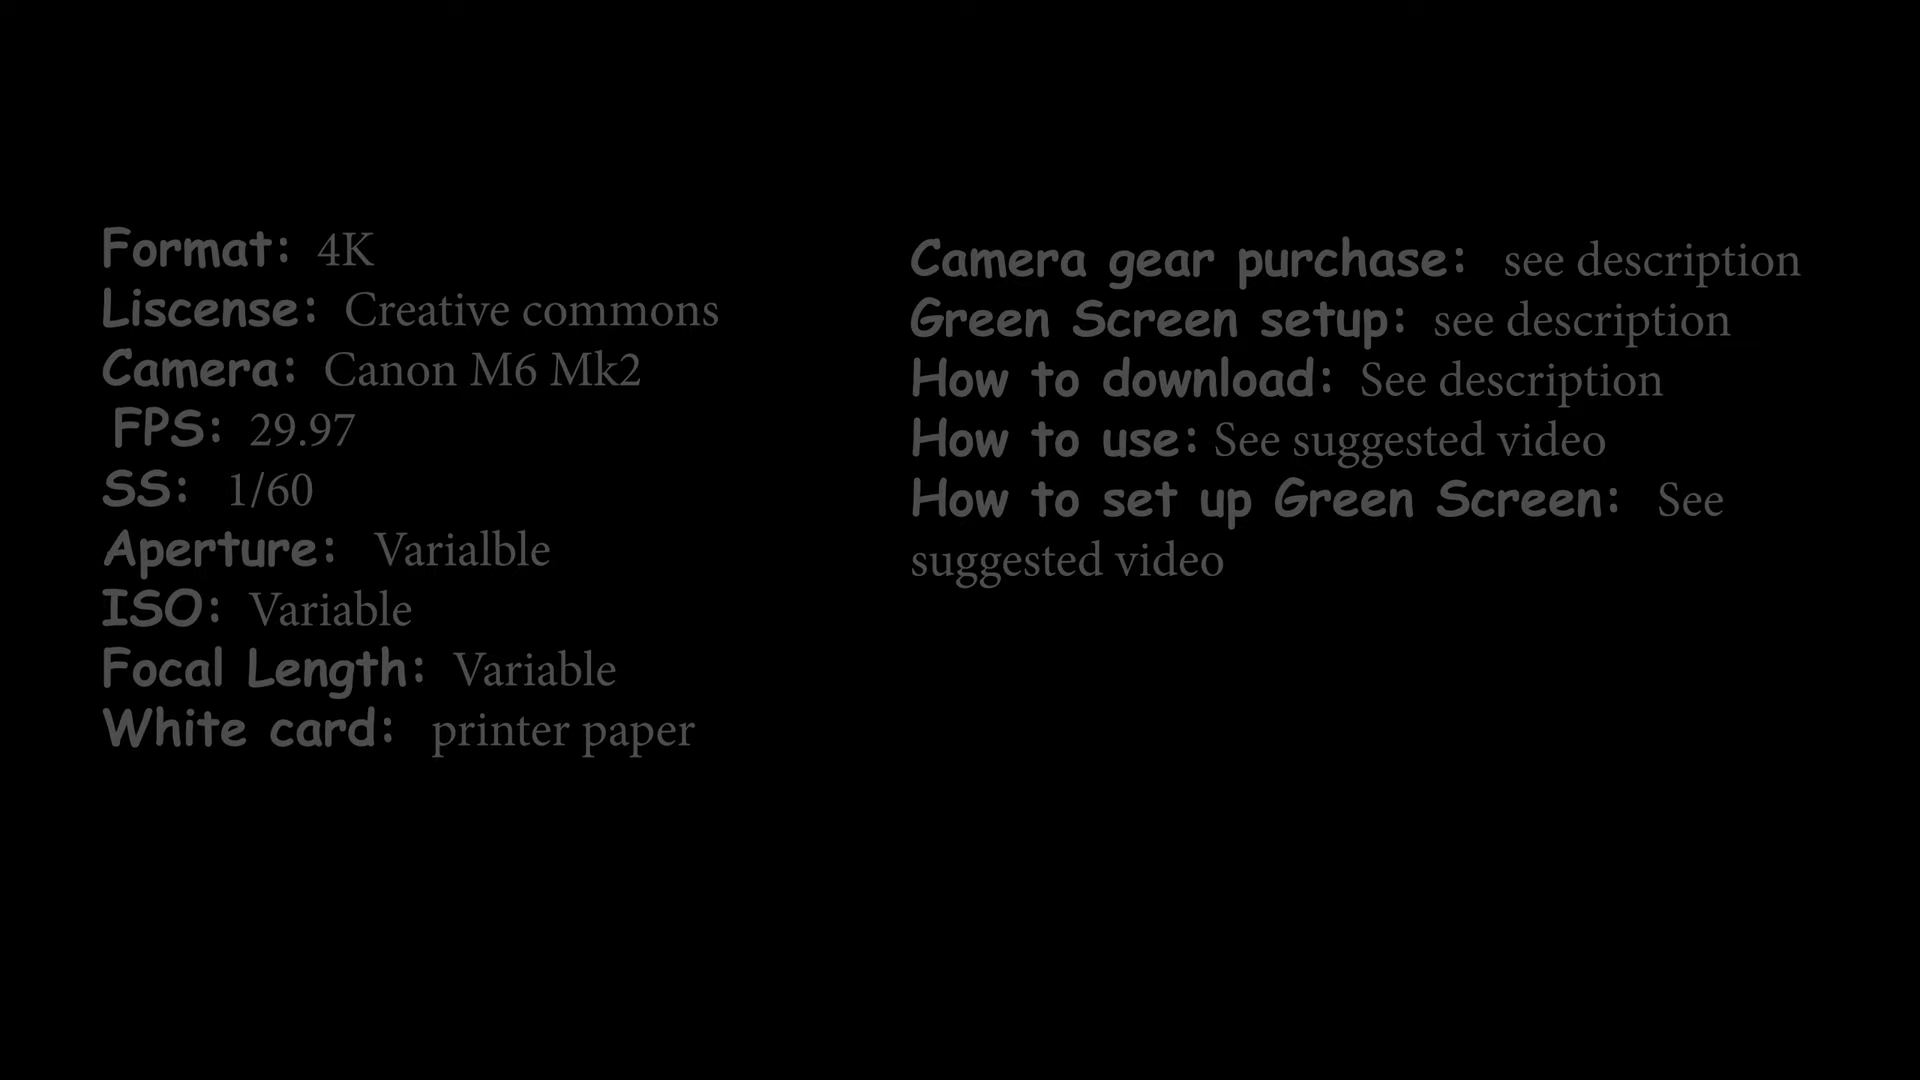 Format: 4K
Liscense: Creative commons
Camera: Canon M6 Mk2
FPS: 29.97
SS: 1/60
Aperture: Varialble
ISO: Variable
Focal Length: Variable
White card: printer paper
Camera gear purchase: see description
Green Screen setup: see description
How to download: See description
How to use: See suggested video
How to set up Green Screen: See
suggested video